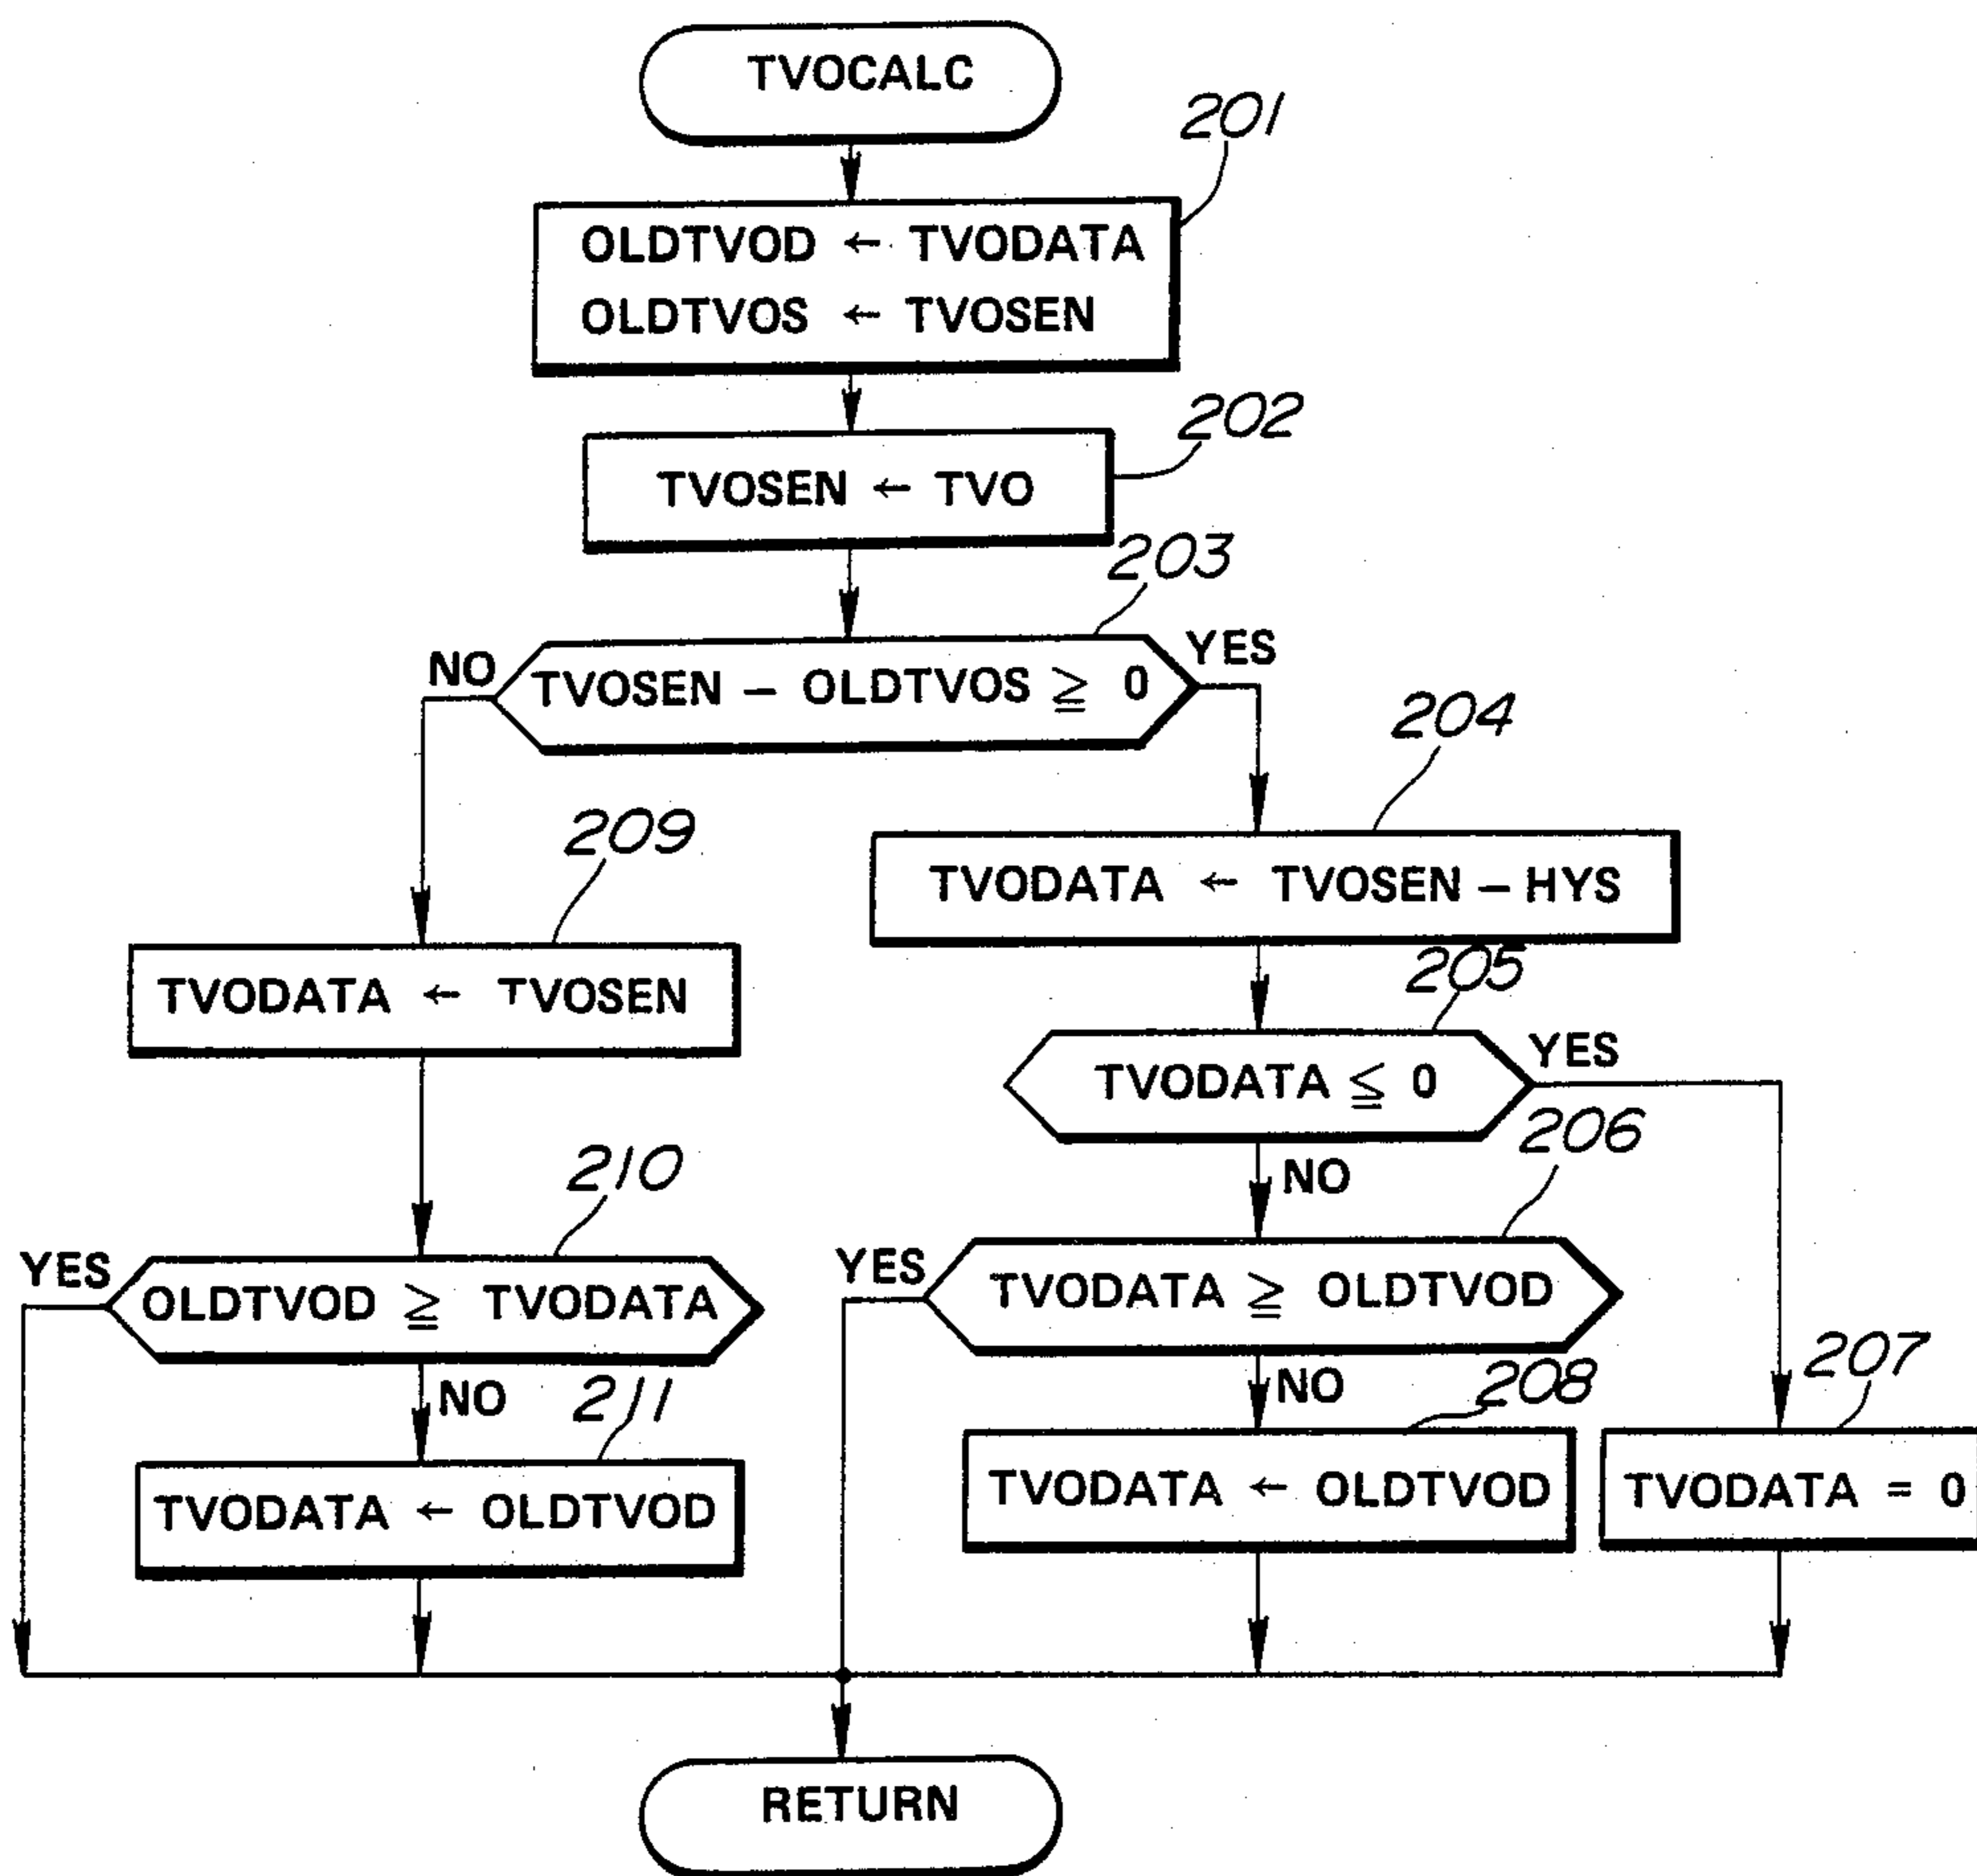 TVOCALC
201
OLDTVOD ← TVODATA
OLDTVOS ← TVOSEN
202
TVOSEN ← TVO
203
NO
TVOSEN – OLDTVOS ≧ 0
YES
204
209
TVODATA ← TVOSEN – HYS
TVODATA ← TVOSEN
205
TVODATA ≦ 0
YES
206
NO
210
YES
OLDTVOD ≧ TVODATA
YES
TVODATA ≧ OLDTVOD
207
NO
211
NO
208
TVODATA ← OLDTVOD
TVODATA ← OLDTVOD
TVODATA = 0
RETURN